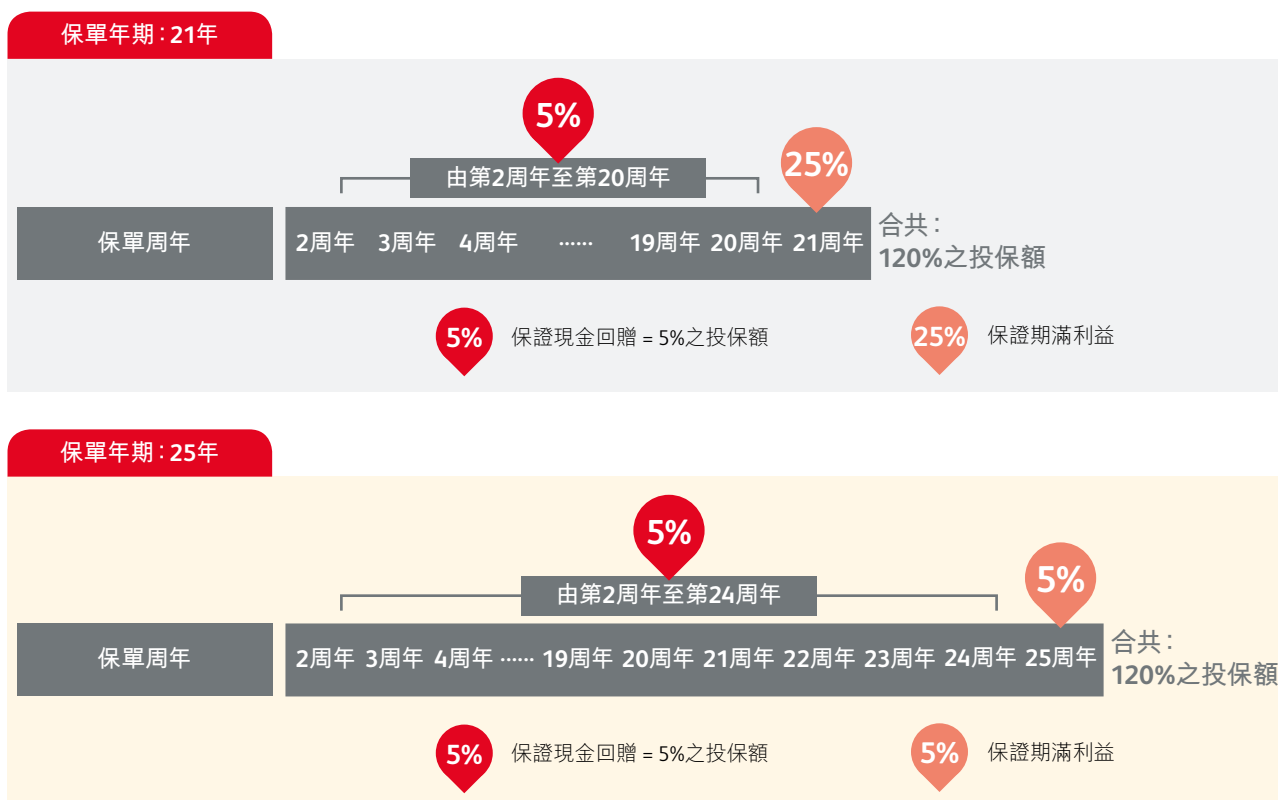 保單年期：21年
5%
25%
由第2周年至第20周年
保單周年
2周年 3周年 4周年 ...... 19周年 20周年 21周年
合共：
120%之投保額
5% 保證現金回贈 = 5%之投保額
25% 保證期滿利益
保單年期：25年
5%
5%
由第2周年至第24周年
保單周年
2周年 3周年 4周年 ...... 19周年 20周年 21周年 22周年 23周年 24周年 25周年
合共：
120%之投保額
5% 保證現金回贈 = 5%之投保額
5% 保證期滿利益